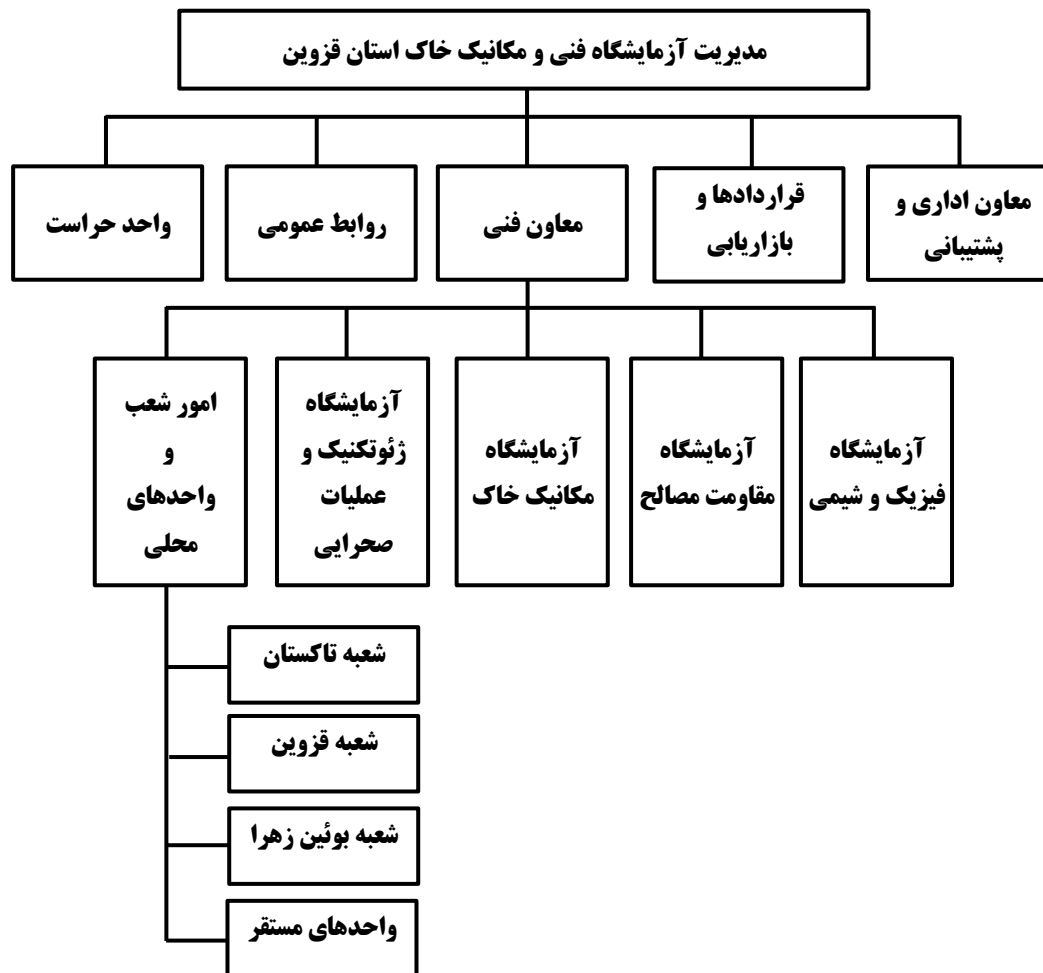 مدیریت آزمایشگاه فنی و مکانیک خاک استان قزوین
معاون اداری و
پشتیبانی
قراردادها و
بازاریابی
معاون فنی
روابط عمومی
واحد حراست
آزمایشگاه
فیزیک و شیمی
آزمایشگاه
مقاومت مصالح
آزمایشگاه
مکانیک خاک
آزمایشگاه
ژئوتکنیک و
عملیات
صحرایی
امور شعب
و
واحدهای
محلی
شعبه تاکستان
شعبه قزوین
شعبه بوئین زهرا
واحدهای مستقر